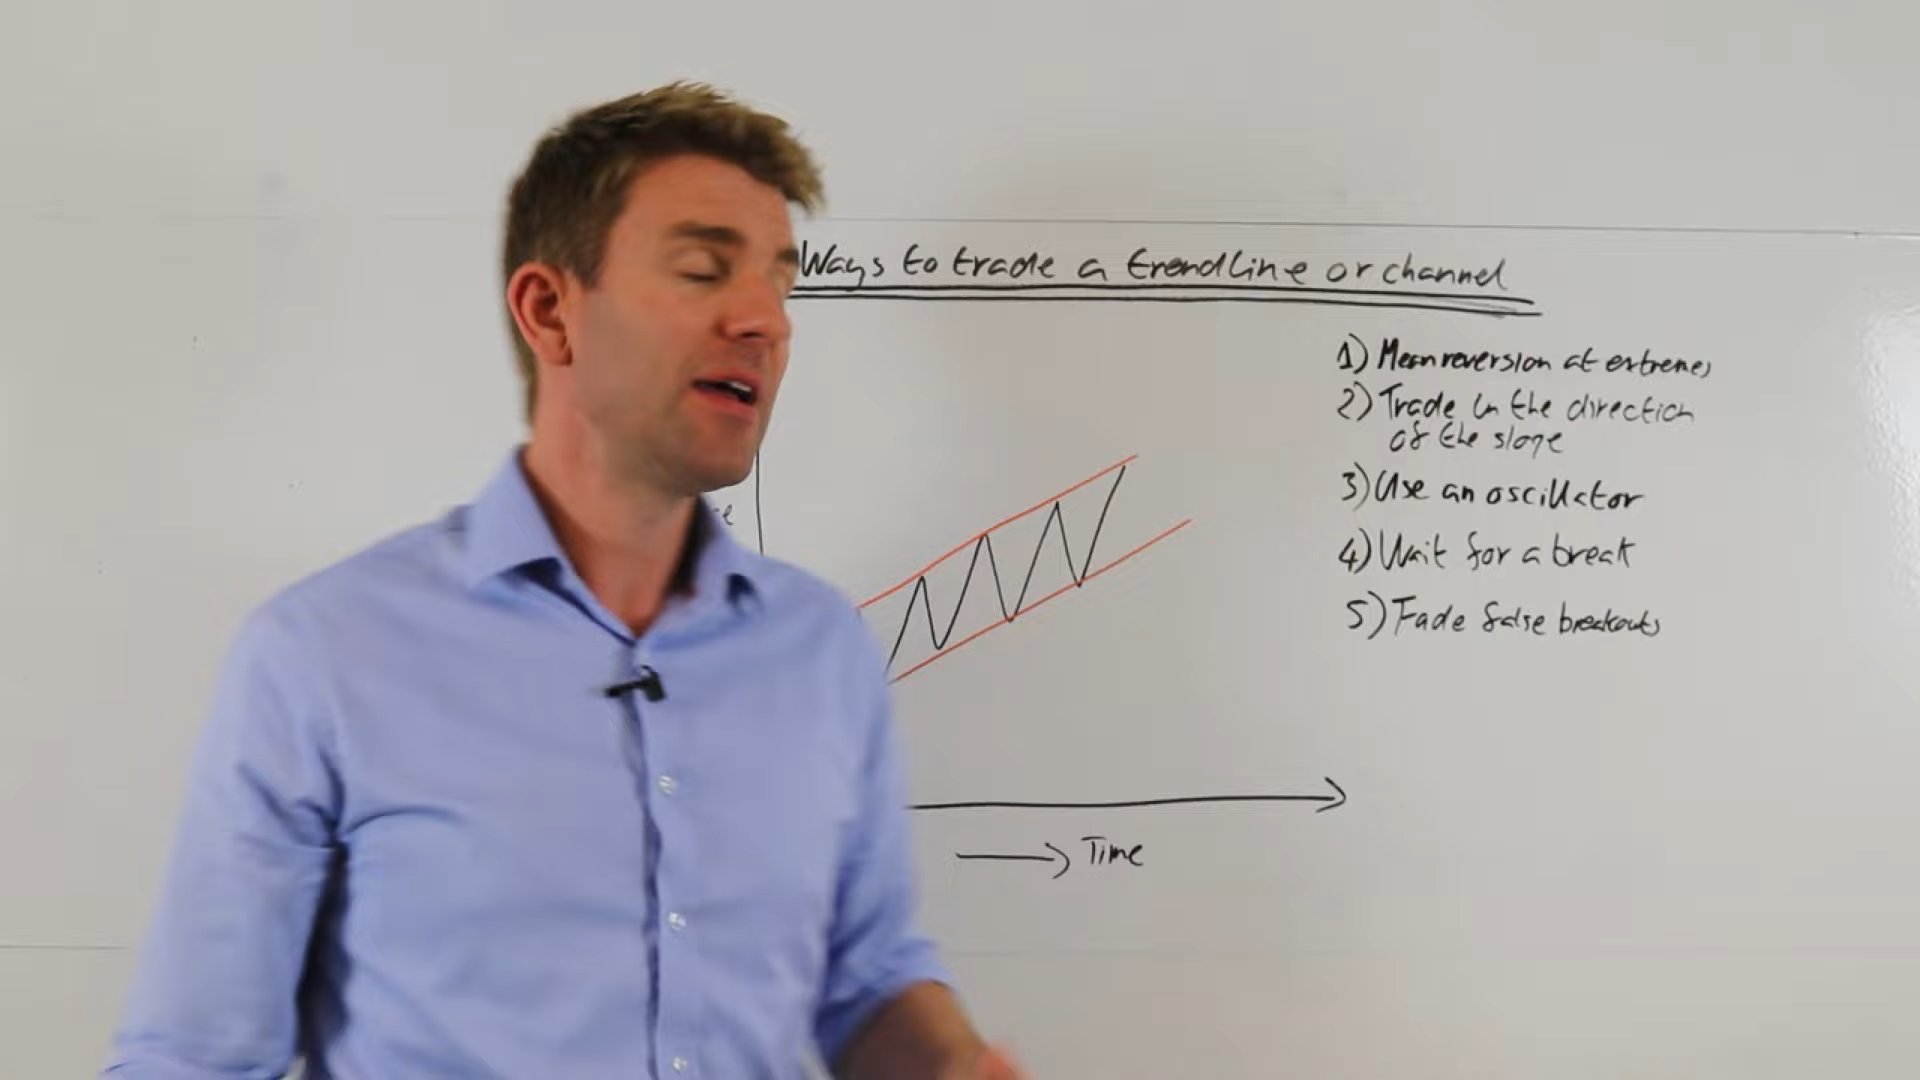 Ways to trade a trendline or channel
1) Mean reversion at extremes
2) Trade in the direction
of the slope
3) Use an oscillator
4) Wait for a break
5) Fade false breakouts
Time